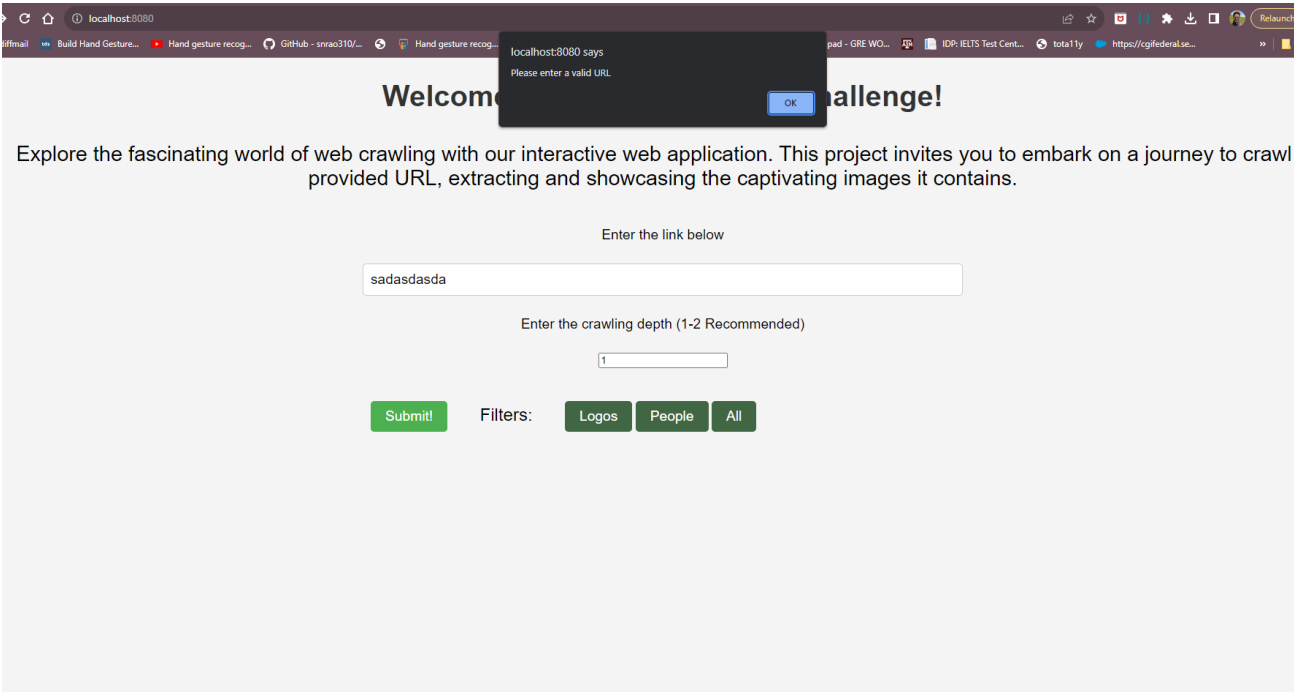 localhost:8080
Relaunch
diffmail
Build Hand Gesture...
Hand gesture recog...
GitHub - snrao310/...
Hand gesture recog...
pad - GRE WO...
IDP: IELTS Test Cent...
tota11y
https://cgifederal.se...
»
localhost:8080 says
Please enter a valid URL
OK
Welcom allenge!
Explore the fascinating world of web crawling with our interactive web application. This project invites you to embark on a journey to crawl
provided URL, extracting and showcasing the captivating images it contains.
Enter the link below
sadasdasda
Enter the crawling depth (1-2 Recommended)
1
Submit! Filters: Logos People All